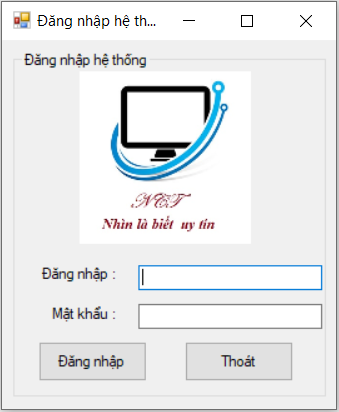 Đăng nhập hệ th...
Đăng nhập hệ thống
NCT
Nhìn là biết uy tín
Đăng nhập :
Mật khẩu :
Đăng nhập
Thoát